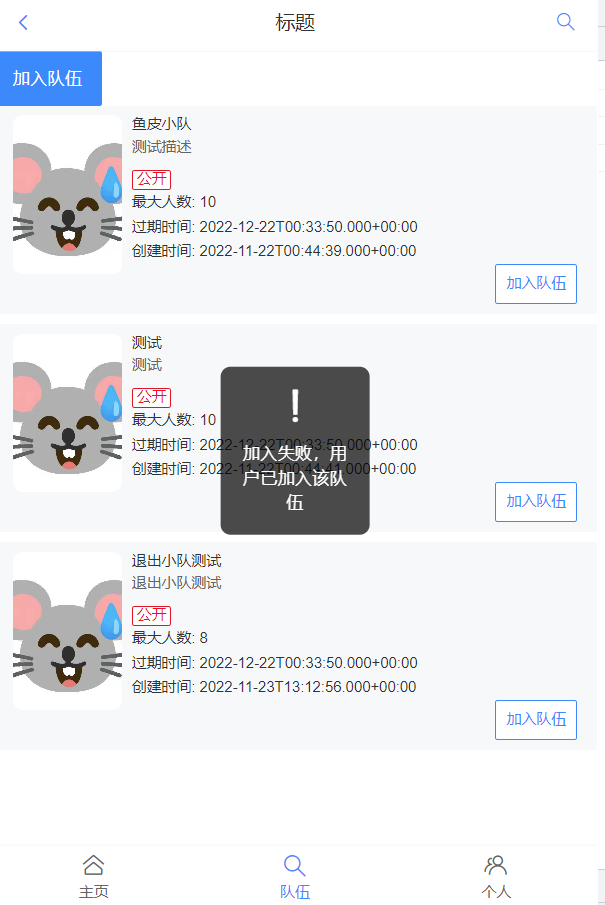 标题
加入队伍
鱼皮小队
测试描述
公开
最大人数: 10
过期时间: 2022-12-22T00:33:50.000+00:00
创建时间: 2022-11-22T00:44:39.000+00:00
加入队伍
测试
测试
公开
最大人数: 10
过期时间: 2022-12-22T00:33:50.000+00:00
创建时间: 2022-11-22T00:44:41.000+00:00
加入队伍
!
加入失败，用
户已加入该队
伍
退出小队测试
退出小队测试
公开
最大人数: 8
过期时间: 2022-12-22T00:33:50.000+00:00
创建时间: 2022-11-23T13:12:56.000+00:00
加入队伍
主页
队伍
个人